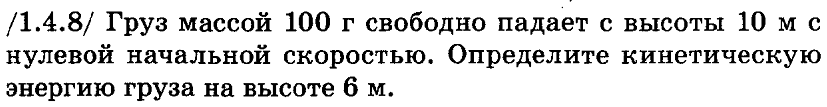 /1.4.8/ Груз массой 100 г свободно падает с высоты 10 м с
нулевой начальной скоростью. Определите кинетическую
энергию груза на высоте 6 м.